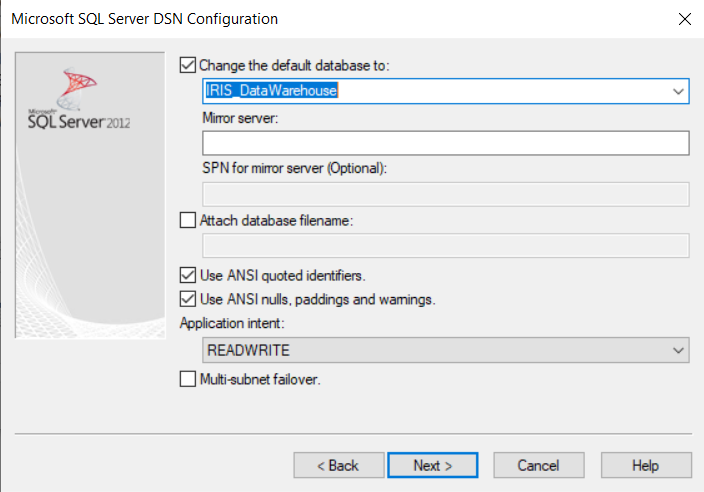 Microsoft SQL Server DSN Configuration
Microsoft
SQL Server 2012
Change the default database to:
IRIS_DataWarehouse
Mirror server:
SPN for mirror server (Optional):
Attach database filename:
Use ANSI quoted identifiers.
Use ANSI nulls, paddings and warnings.
Application intent:
READWRITE
Multi-subnet failover.
< Back
Next >
Cancel
Help